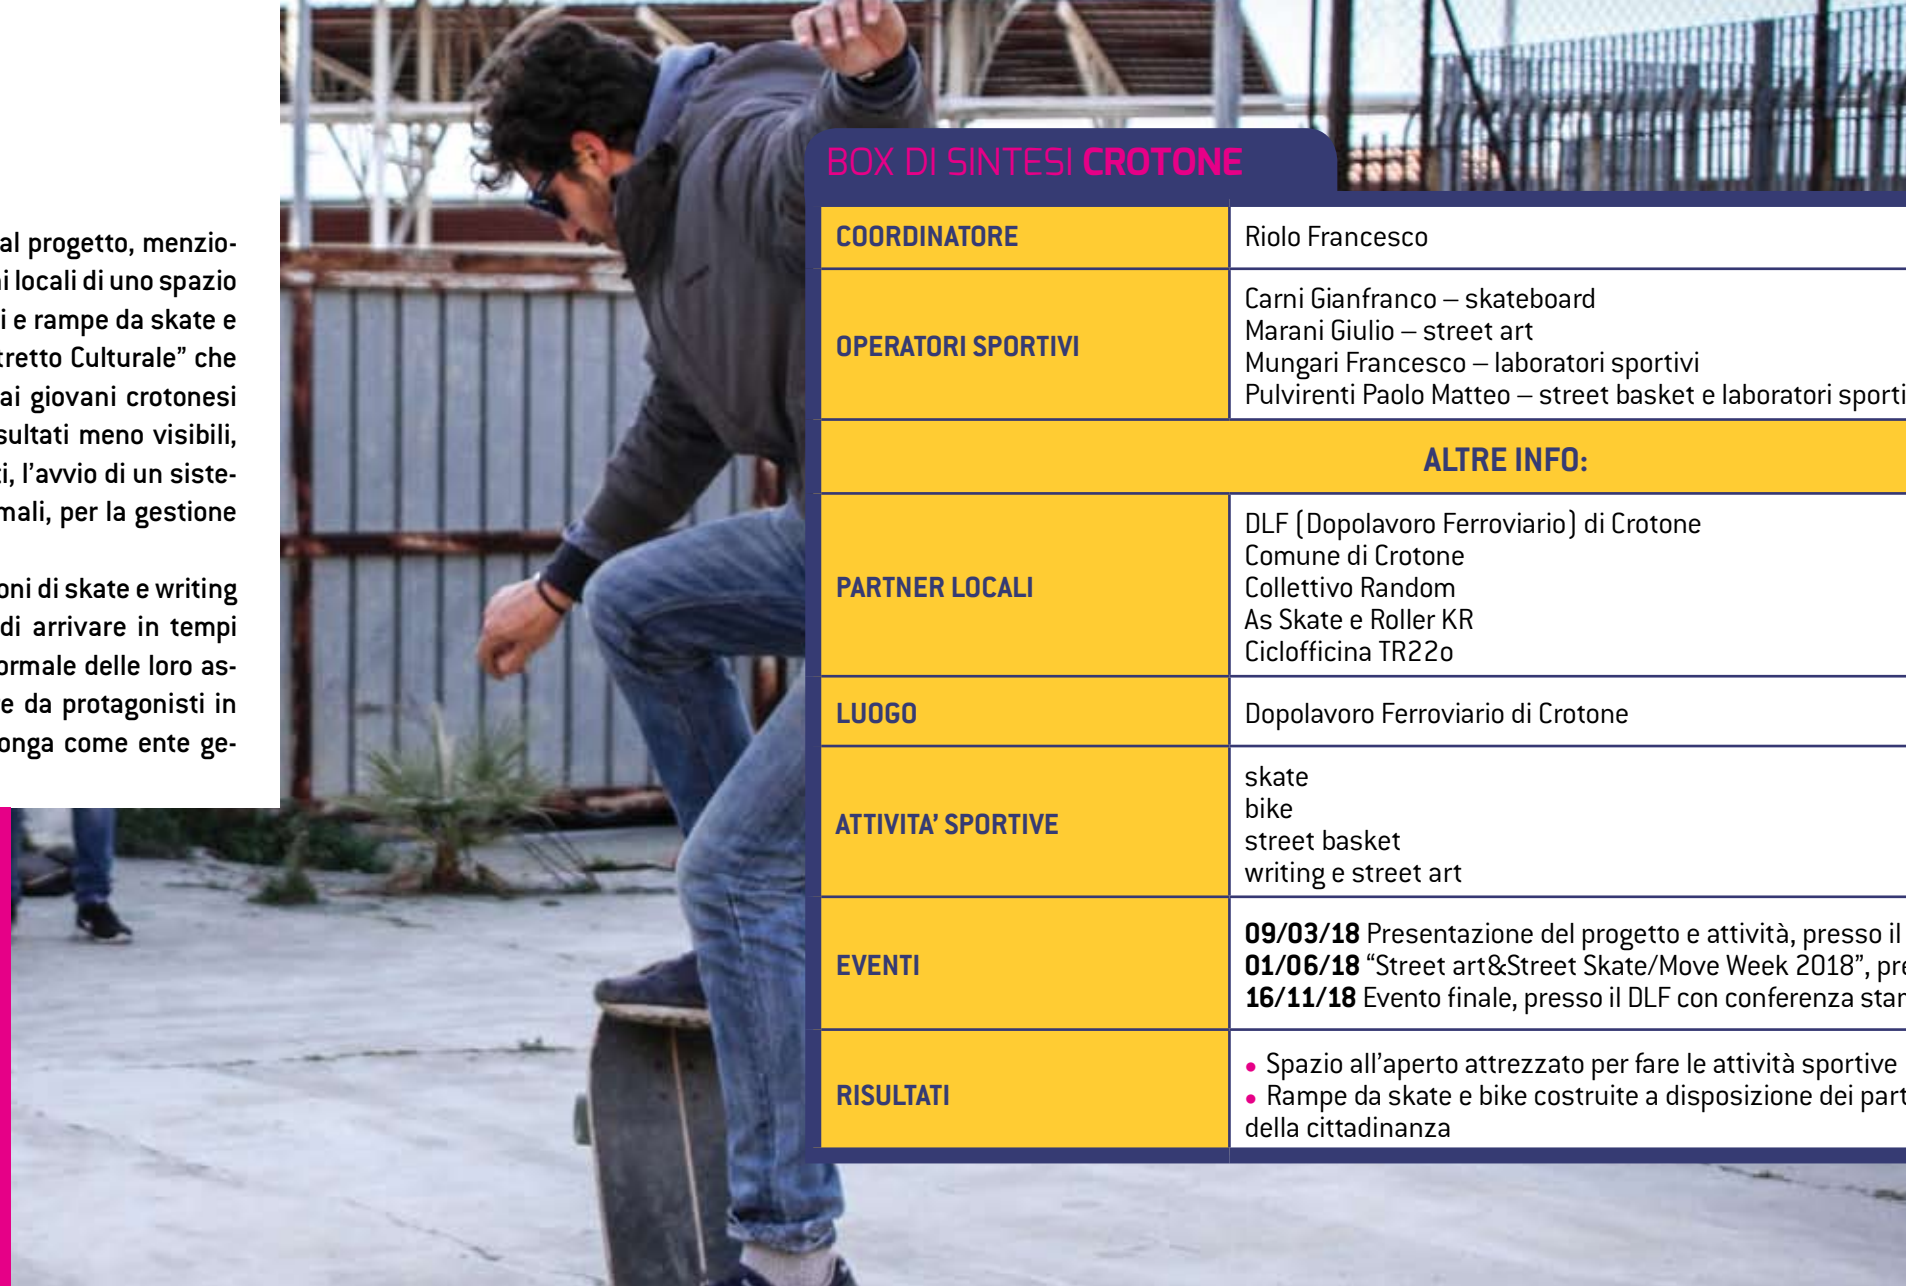 al progetto, menzio-
i locali di uno spazio
i e rampe da skate e
tretto Culturale” che
ai giovani crotonesi
sultati meno visibili,
i, l’avvio di un siste-
mali, per la gestione
oni di skate e writing
di arrivare in tempi
ormale delle loro as-
e da protagonisti in
onga come ente ge-
BOX DI SINTESI CROTONE
COORDINATORE
Riolo Francesco
OPERATORI SPORTIVI
Carni Gianfranco – skateboard
Marani Giulio – street art
Mungari Francesco – laboratori sportivi
Pulvirenti Paolo Matteo – street basket e laboratori sporti
ALTRE INFO:
PARTNER LOCALI
DLF (Dopolavoro Ferroviario) di Crotone
Comune di Crotone
Collettivo Random
As Skate e Roller KR
Ciclofficina TR22o
LUOGO
Dopolavoro Ferroviario di Crotone
ATTIVITA’ SPORTIVE
skate
bike
street basket
writing e street art
EVENTI
09/03/18 Presentazione del progetto e attività, presso il
01/06/18 “Street art&Street Skate/Move Week 2018”, pre
16/11/18 Evento finale, presso il DLF con conferenza star
RISULTATI
• Spazio all’aperto attrezzato per fare le attività sportive
• Rampe da skate e bike costruite a disposizione dei part
della cittadinanza